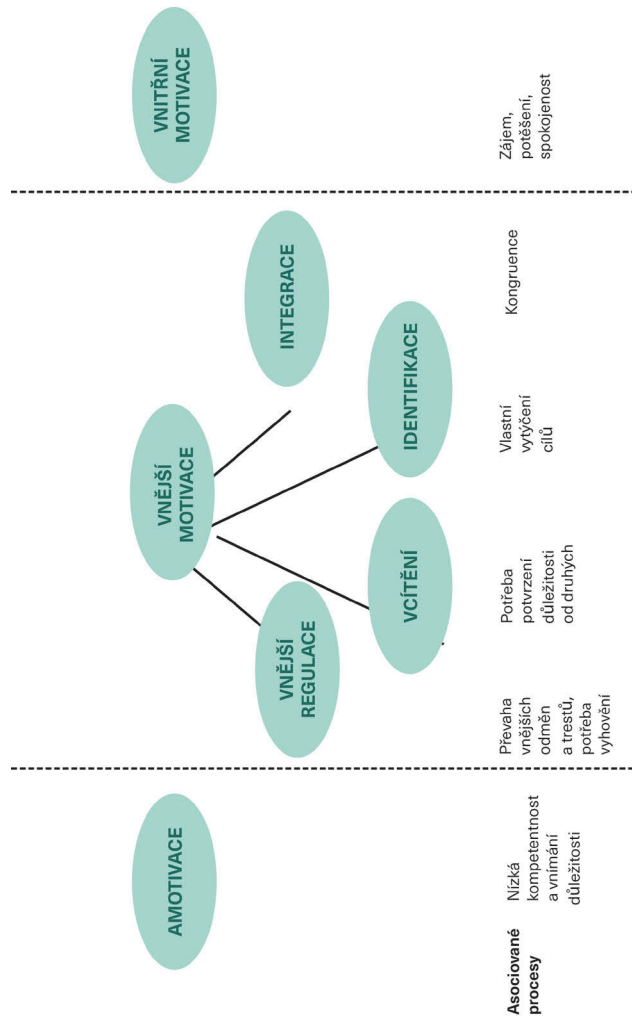 AMOTIVACE
VNĚJŠÍ
MOTIVACE
VNITŘNÍ
MOTIVACE
VNĚJŠÍ
REGULACE
INTEGRACE
VCÍTĚNÍ
IDENTIFIKACE
Asociované
procesy
Nízká
kompetentnost
a vnímání
důležitosti
Převaha
vnějších
odměn
a trestů,
potřeba
vyhovění
Potřeba
potvrzení
důležitosti
od druhých
Vlastní
vytýčení
cílů
Kongruence
Zájem,
potěšení,
spokojenost